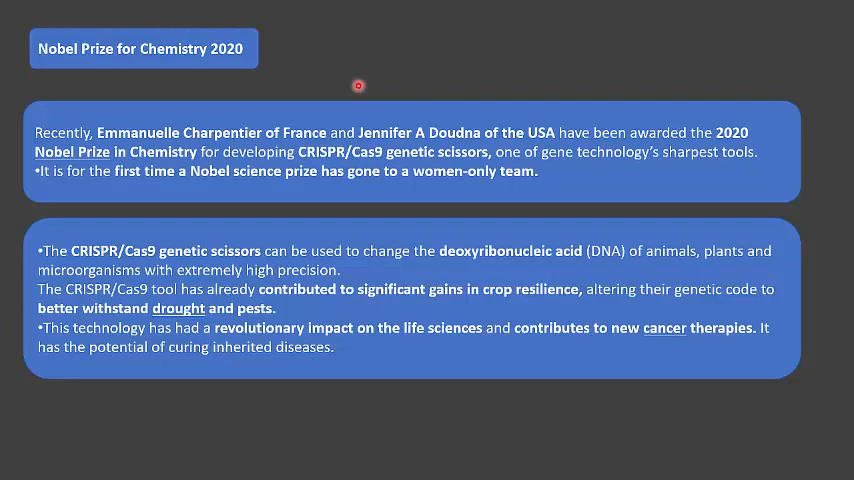 Nobel Prize for Chemistry 2020
Recently, Emmanuelle Charpentier of France and Jennifer A Doudna of the USA have been awarded the 2020
Nobel Prize in Chemistry for developing CRISPR/Cas9 genetic scissors, one of gene technology's sharpest tools.
•It is for the first time a Nobel science prize has gone to a women-only team.
•The CRISPR/Cas9 genetic scissors can be used to change the deoxyribonucleic acid (DNA) of animals, plants and
microorganisms with extremely high precision.
The CRISPR/Cas9 tool has already contributed to significant gains in crop resilience, altering their genetic code to
better withstand drought and pests.
•This technology has had a revolutionary impact on the life sciences and contributes to new cancer therapies. It
has the potential of curing inherited diseases.